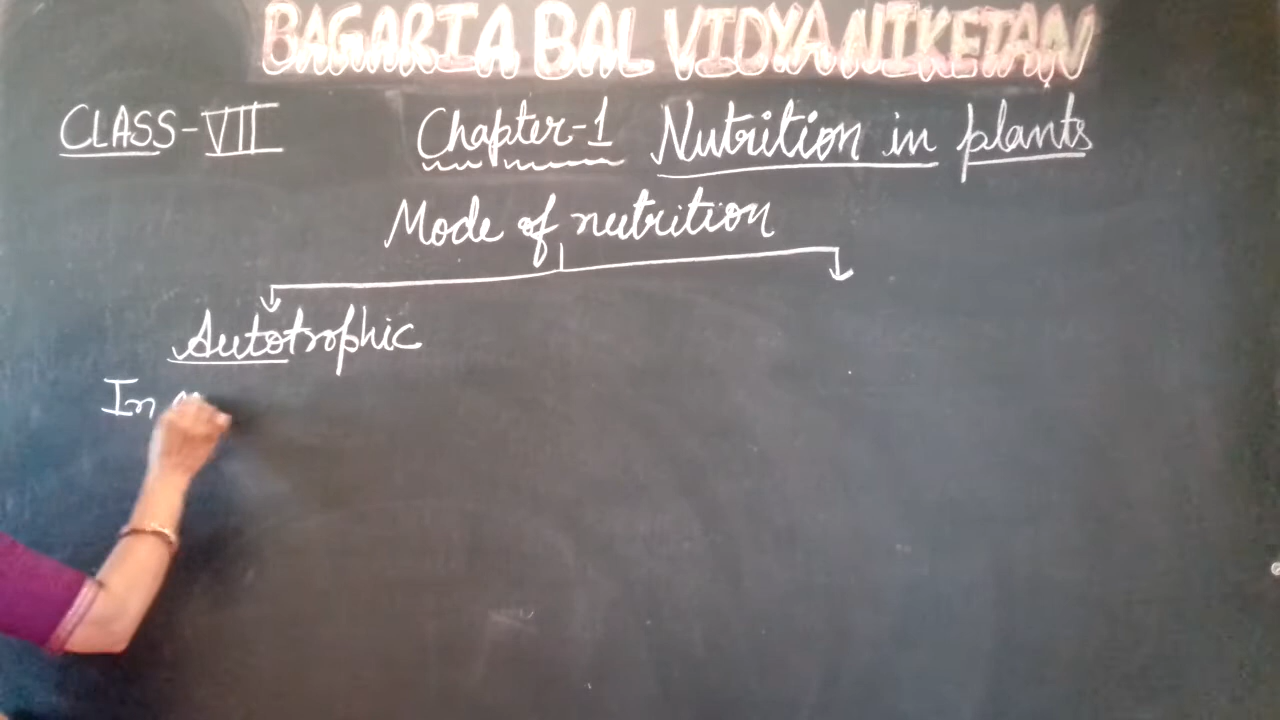 BAGARIA BAL VIDYA NIKETAN
CLASS-VII
Chapter-1 Nutrition in plants
Mode of nutrition
Autotrophic
In